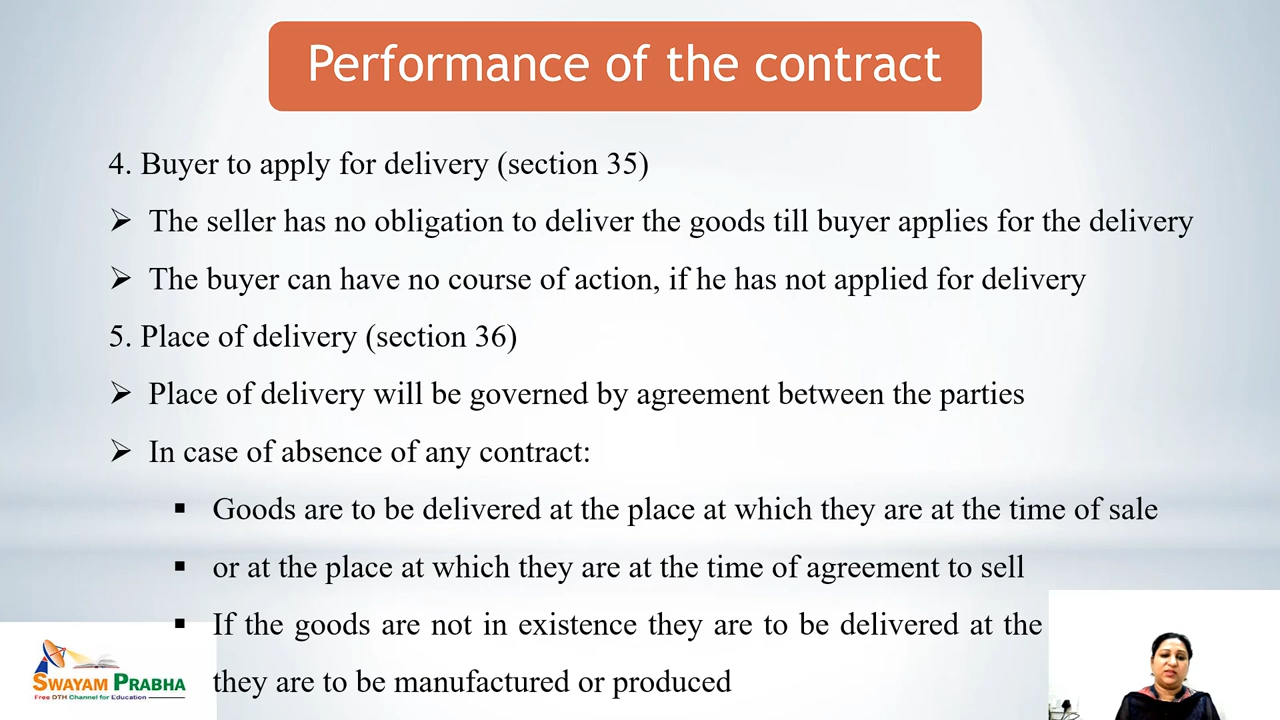 Performance of the contract
4. Buyer to apply for delivery (section 35)
➢ The seller has no obligation to deliver the goods till buyer applies for the delivery
➢ The buyer can have no course of action, if he has not applied for delivery
5. Place of delivery (section 36)
➢ Place of delivery will be governed by agreement between the parties
➢ In case of absence of any contract:
▪ Goods are to be delivered at the place at which they are at the time of sale
▪ or at the place at which they are at the time of agreement to sell
▪ If the goods are not in existence they are to be delivered at the
they are to be manufactured or produced
SWAYAM PRABHA
Free DTH Channel for Education